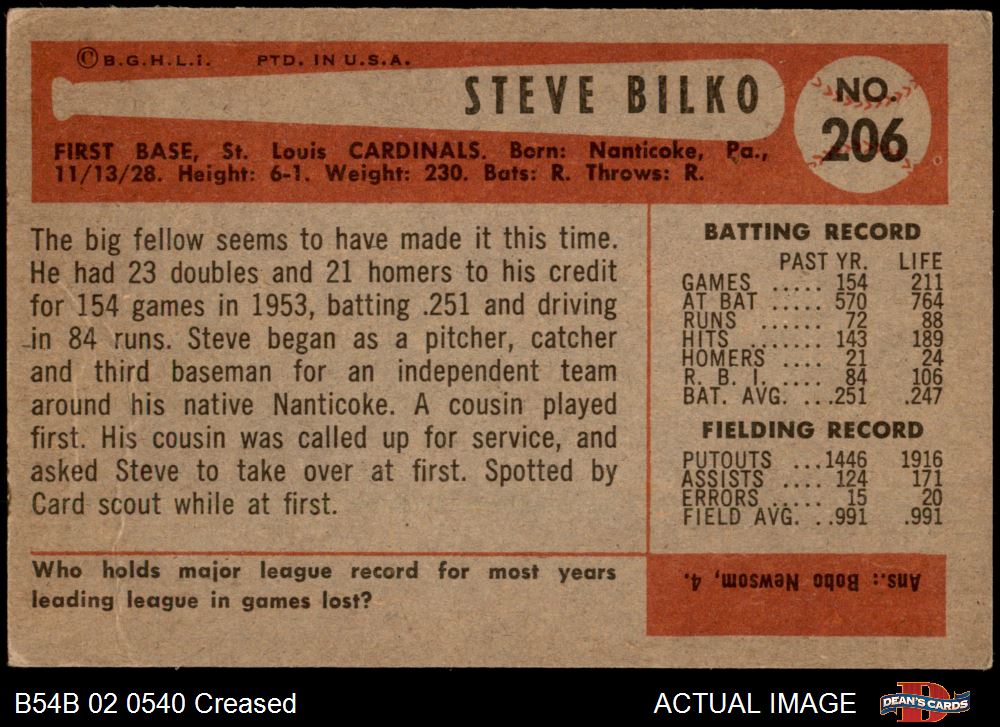 ©B.G.H.L.i. PTD. IN U.S.A.
STEVE BILKO
NO.
206
FIRST BASE, St. Louis CARDINALS. Born: Nanticoke, Pa.,
11/13/28. Height: 6-1. Weight: 230. Bats: R. Throws: R.
The big fellow seems to have made it this time.
He had 23 doubles and 21 homers to his credit
for 154 games in 1953, batting .251 and driving
in 84 runs. Steve began as a pitcher, catcher
and third baseman for an independent team
around his native Nanticoke. A cousin played
first. His cousin was called up for service, and
asked Steve to take over at first. Spotted by
Card scout while at first.
BATTING RECORD
PAST YR. LIFE
GAMES ..... 154 211
AT BAT ..... 570 764
RUNS ...... 72 88
HITS ....... 143 189
HOMERS .... 21 24
R. B. I. .... 84 106
BAT. AVG. ...251 .247
FIELDING RECORD
PUTOUTS ...1446 1916
ASSISTS .... 124 171
ERRORS ..... 15 20
FIELD AVG. ..991 .991
Who holds major league record for most years
leading league in games lost?
Ans.: Bobo Newsom, 4.
B54B 02 0540 Creased
ACTUAL IMAGE
D
DEAN'S CARDS